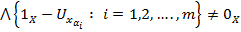 ⋀{1_X − U_{x_{α_i}} : i = 1,2,....,m} ≠ 0_X